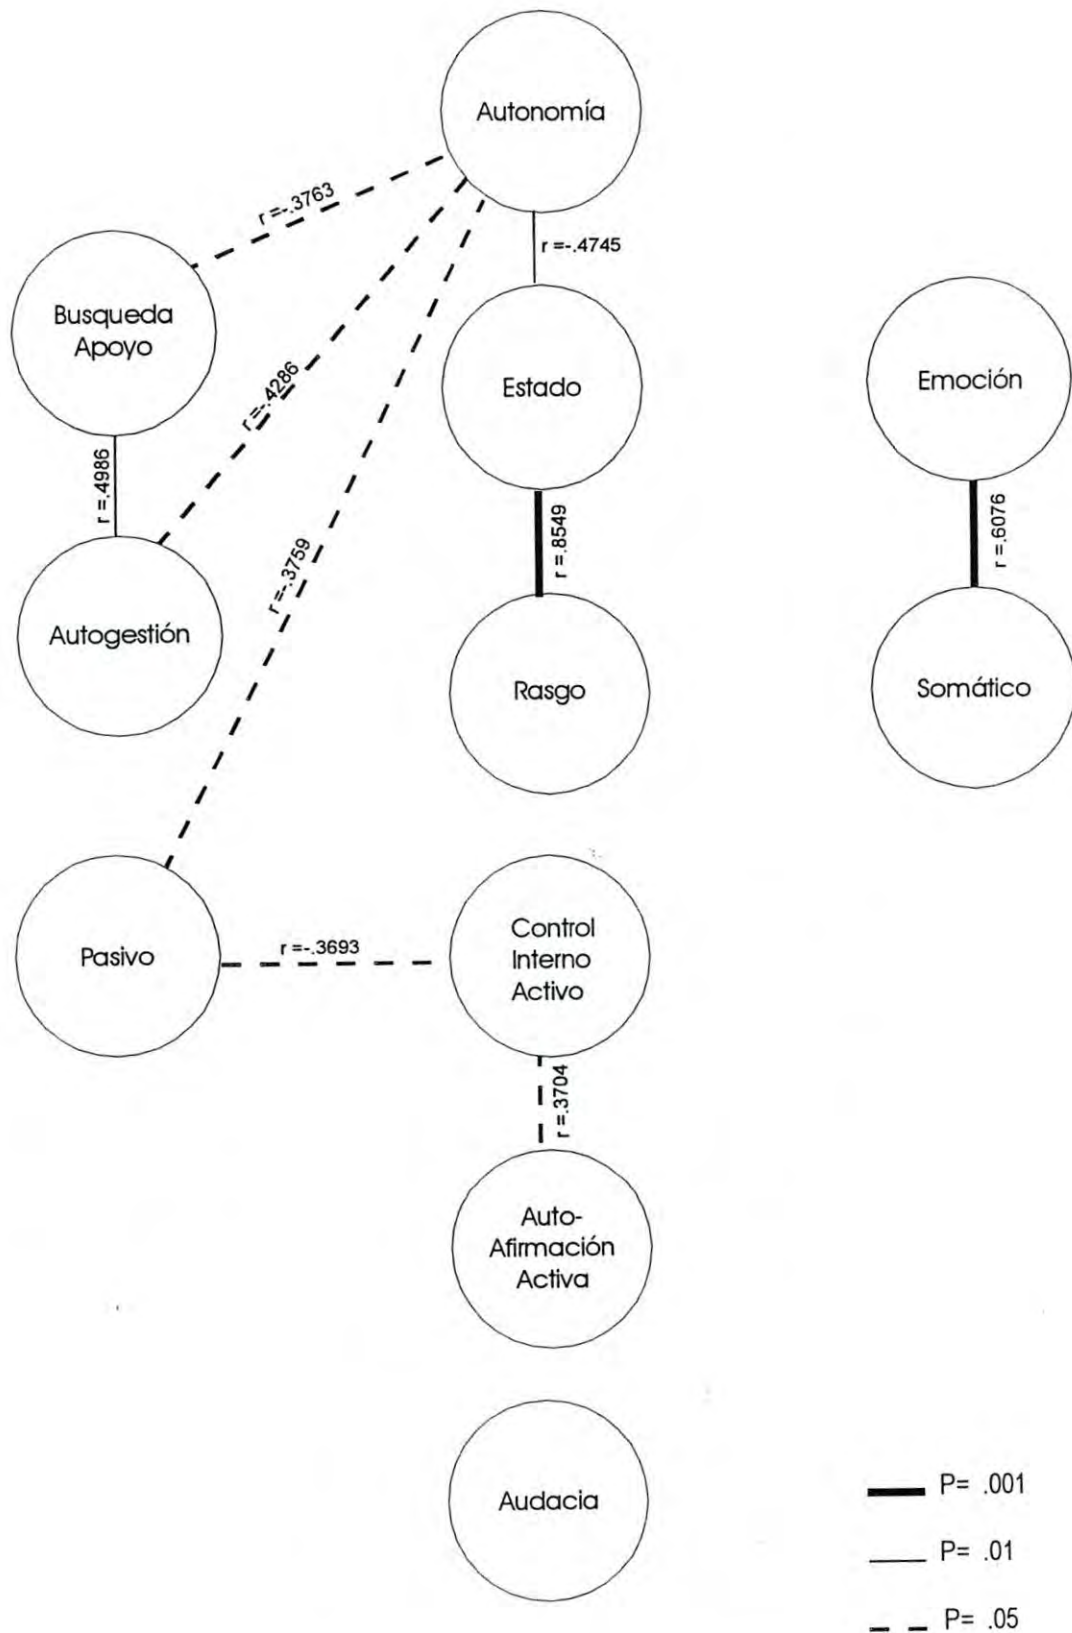 Autonomía
r =-.3763
r =-.4745
Busqueda
Apoyo
r =-.4286
Estado
Emoción
r =.4986
r =-.3759
r =.8549
r =.6076
Autogestión
Rasgo
Somático
Pasivo
r =-.3693
Control
Interno
Activo
r =.3704
Auto-
Afirmación
Activa
Audacia
P= .001
P= .01
P= .05